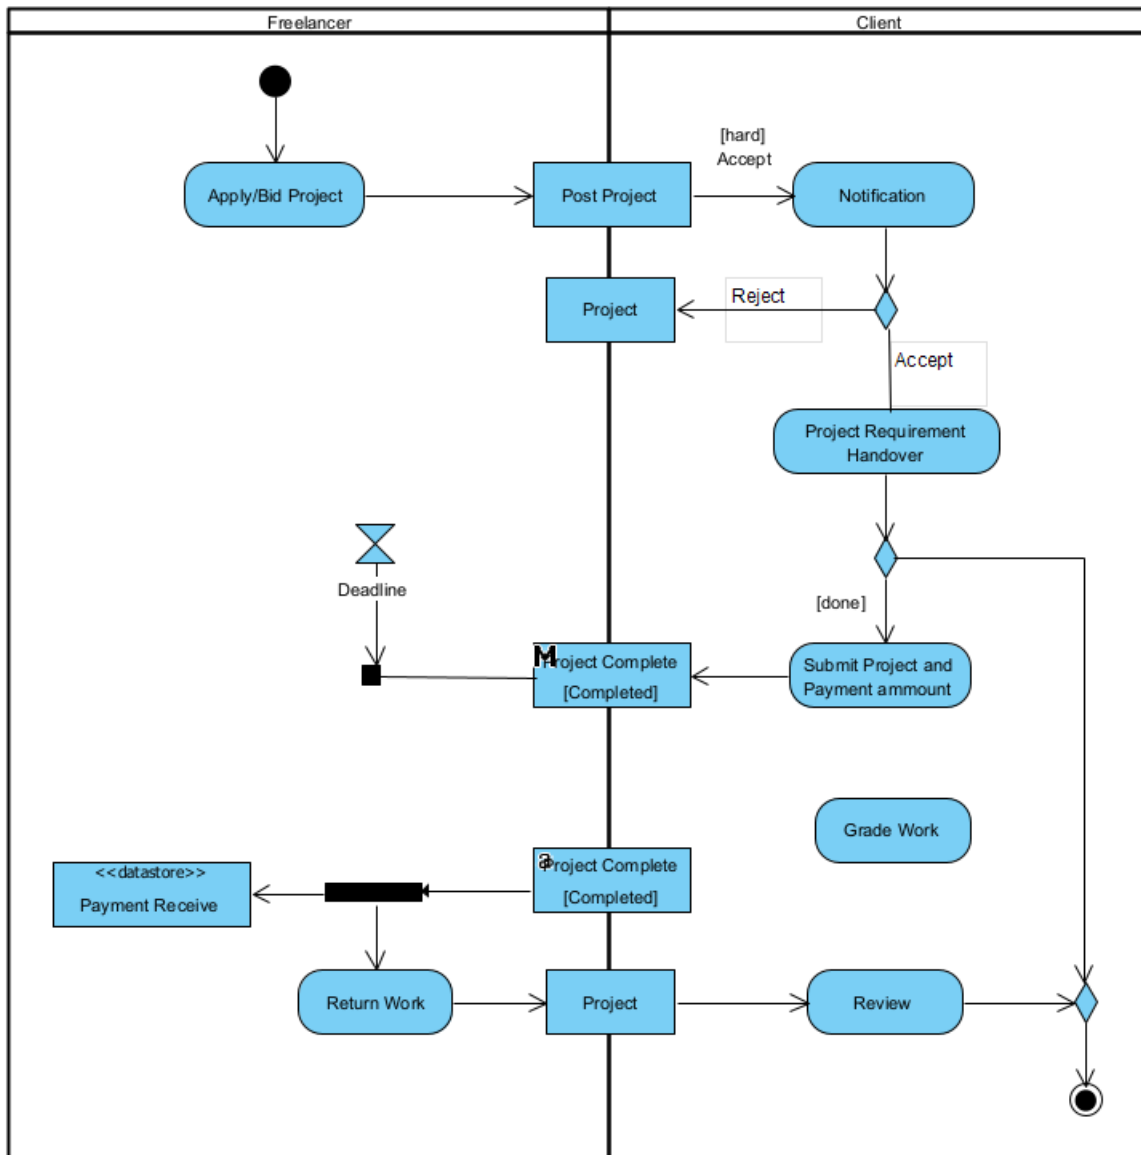 Freelancer
Client
[hard]
Accept
Apply/Bid Project
Post Project
Notification
Project
Reject
Accept
Project Requirement
Handover
Deadline
[done]
M
Project Complete
[Completed]
Submit Project and
Payment ammount
Grade Work
a
Project Complete
[Completed]
<<datastore>>
Payment Receive
Return Work
Project
Review